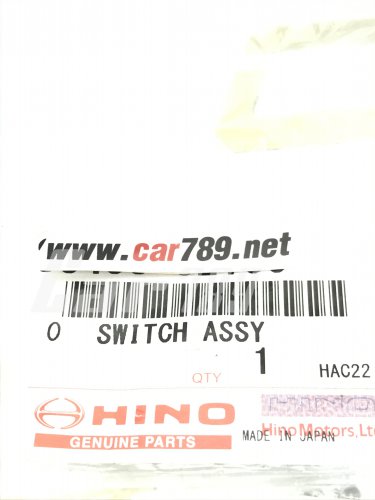 www.car789.net
0 SWITCH ASSY
QTY 1 HAC22
HINO
GENUINE PARTS
Hino Motors, Ltd
MADE IN JAPAN